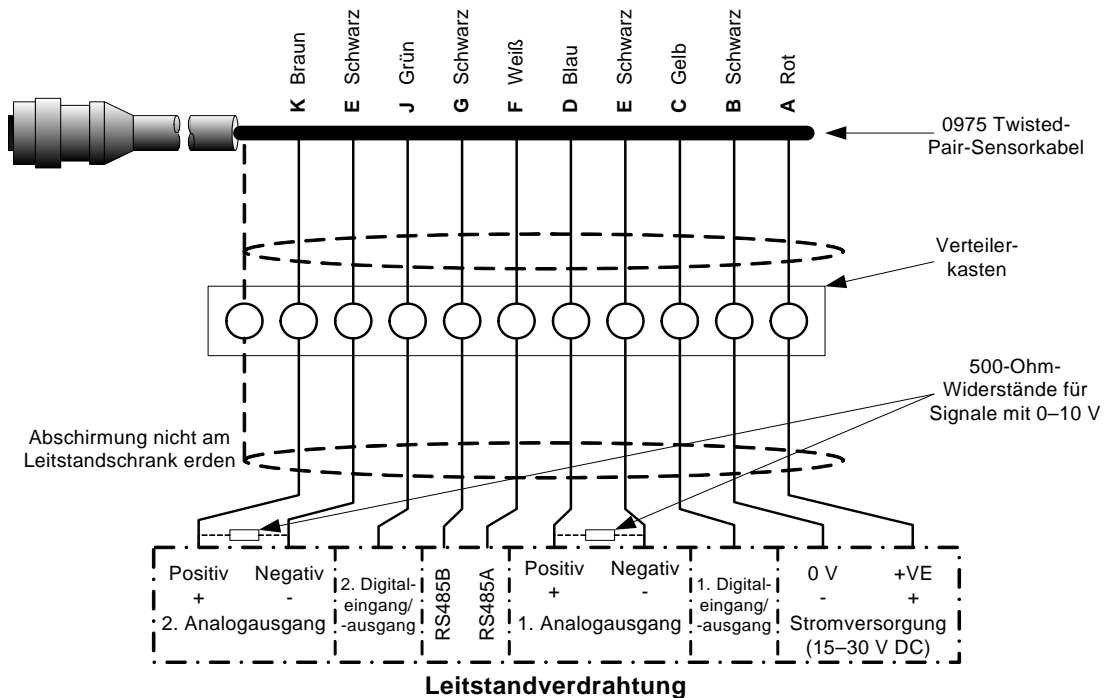 K Braun
E Schwarz
J Grün
G Schwarz
F Weiß
D Blau
E Schwarz
C Gelb
B Schwarz
A Rot
0975 Twisted-
Pair-Sensorkabel
Verteiler-
kasten
500-Ohm-
Widerstände für
Signale mit 0–10 V
Abschirmung nicht am
Leitstandschrank erden
Positiv
+
Negativ
-
2. Analogausgang
2. Digital-
eingang/
-ausgang
RS485B
RS485A
Positiv
+
Negativ
-
1. Analogausgang
1. Digital-
eingang/
-ausgang
0 V
-
+VE
+
Stromversorgung
(15–30 V DC)
Leitstandverdrahtung